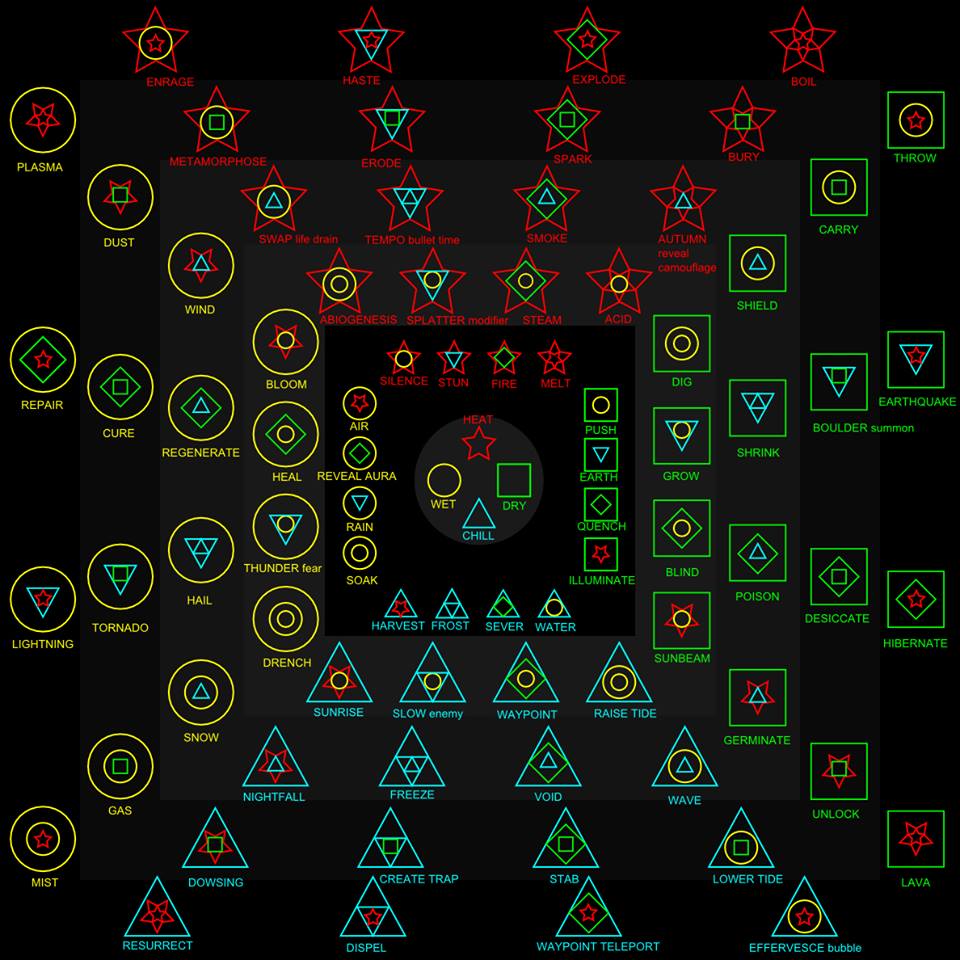 ENRAGE
HASTE
EXPLODE
BOIL
PLASMA
METAMORPHOSE
ERODE
SPARK
BURY
THROW
DUST
SWAP life drain
TEMPO bullet time
SMOKE
AUTUMN
reveal
camouflage
CARRY
WIND
SHIELD
ABIOGENESIS
SPLATTER modifier
STEAM
ACID
BLOOM
SILENCE
STUN
FIRE
MELT
DIG
REPAIR
CURE
REGENERATE
HEAL
AIR
REVEAL AURA
RAIN
SOAK
HEAT
WET
DRY
CHILL
PUSH
EARTH
QUENCH
ILLUMINATE
GROW
SHRINK
BOULDER summon
EARTHQUAKE
THUNDER fear
HAIL
TORNADO
LIGHTNING
BLIND
POISON
DESICCATE
HIBERNATE
HARVEST
FROST
SEVER
WATER
DRENCH
SUNBEAM
SUNRISE
SLOW enemy
WAYPOINT
RAISE TIDE
SNOW
GERMINATE
NIGHTFALL
FREEZE
VOID
WAVE
GAS
UNLOCK
MIST
DOWSING
CREATE TRAP
STAB
LOWER TIDE
LAVA
RESURRECT
DISPEL
WAYPOINT TELEPORT
EFFERVESCE bubble